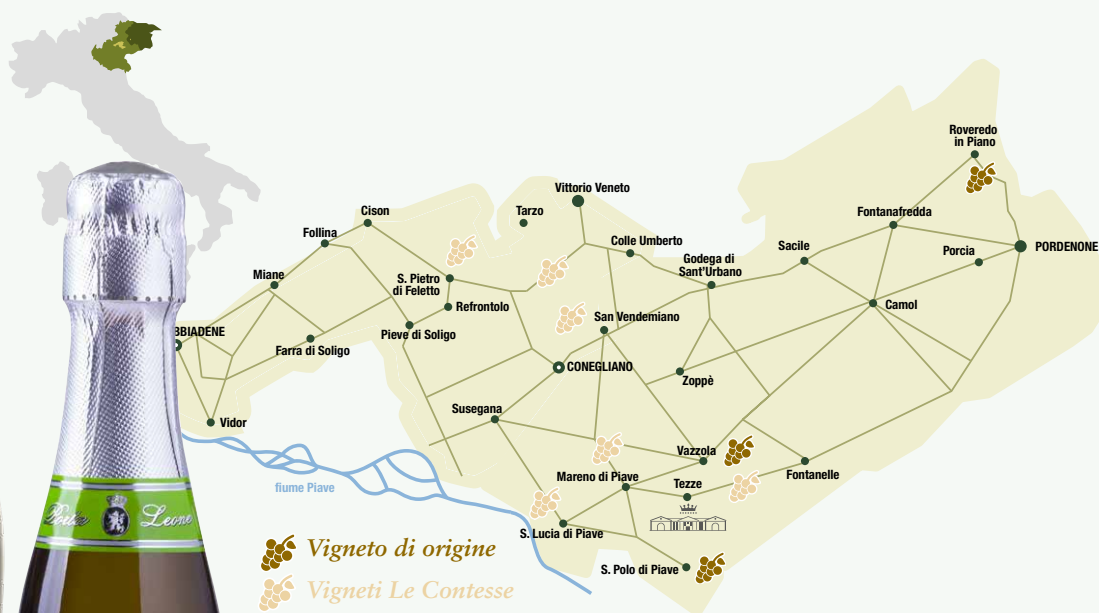 Roveredo
in Piano
Vittorio Veneto
Cison
Tarzo
Fontanafredda
Follina
Colle Umberto
Sacile
Porcia
PORDENONE
Godega di
Sant'Urbano
Miane
S. Pietro
di Feletto
Refrontolo
Camol
San Vendemiano
BBIADENE
Pieve di Soligo
Farra di Soligo
CONEGLIANO
Zoppè
Susegana
Vidor
Vazzola
Mareno di Piave
Tezze
Fontanelle
fiume Piave
Leone
S. Lucia di Piave
Vigneto di origine
S. Polo di Piave
Vigneti Le Contesse